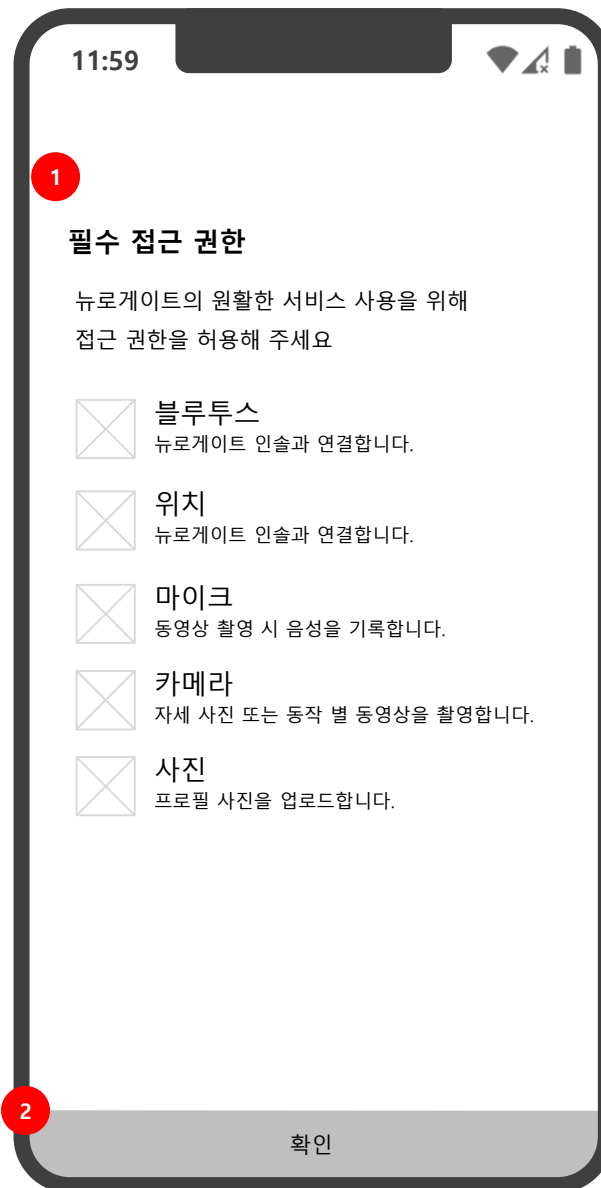 11:59
1
필수 접근 권한
뉴로게이트의 원활한 서비스 사용을 위해
접근 권한을 허용해 주세요
블루투스
뉴로게이트 인솔과 연결합니다.
위치
뉴로게이트 인솔과 연결합니다.
마이크
동영상 촬영 시 음성을 기록합니다.
카메라
자세 사진 또는 동작 별 동영상을 촬영합니다.
사진
프로필 사진을 업로드합니다.
2
확인